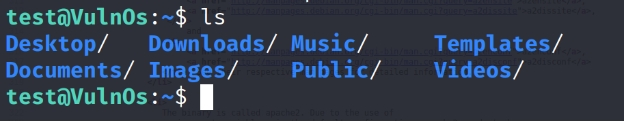 test@VulnOs:~$ ls
Desktop/   Downloads/ Music/     Templates/
Documents/ Images/    Public/    Videos/
test@VulnOs:~$